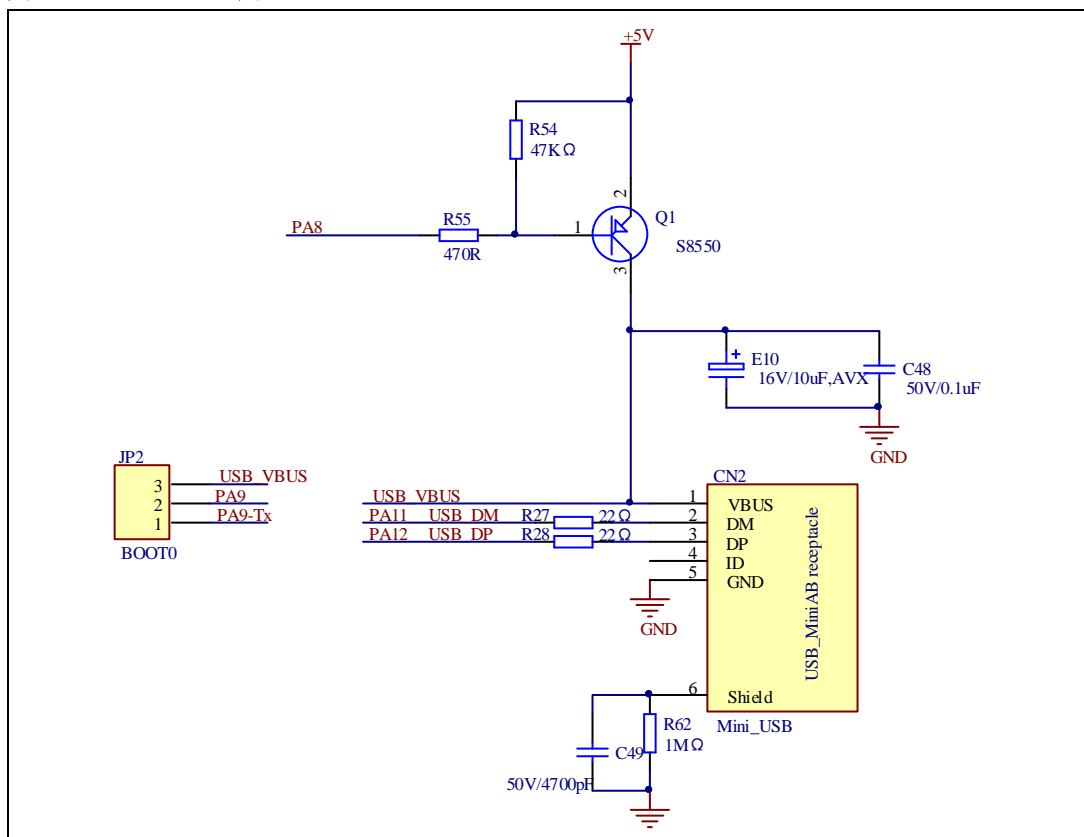 +5V
R54
47KΩ
2
Q1
PA8
R55
1
470R
S8550
3
E10
16V/10uF,AVX
C48
50V/0.1uF
GND
JP2
CN2
3
USB_VBUS
2
PA9
1
PA9-Tx
BOOT0
USB_VBUS
1
VBUS
PA11
USB_DM
R27
22Ω
2
DM
PA12
USB_DP
R28
22Ω
3
DP
4
ID
5
GND
GND
USB_MiniAB receptacle
6
Shield
Mini_USB
R62
1MΩ
C49
50V/4700pF